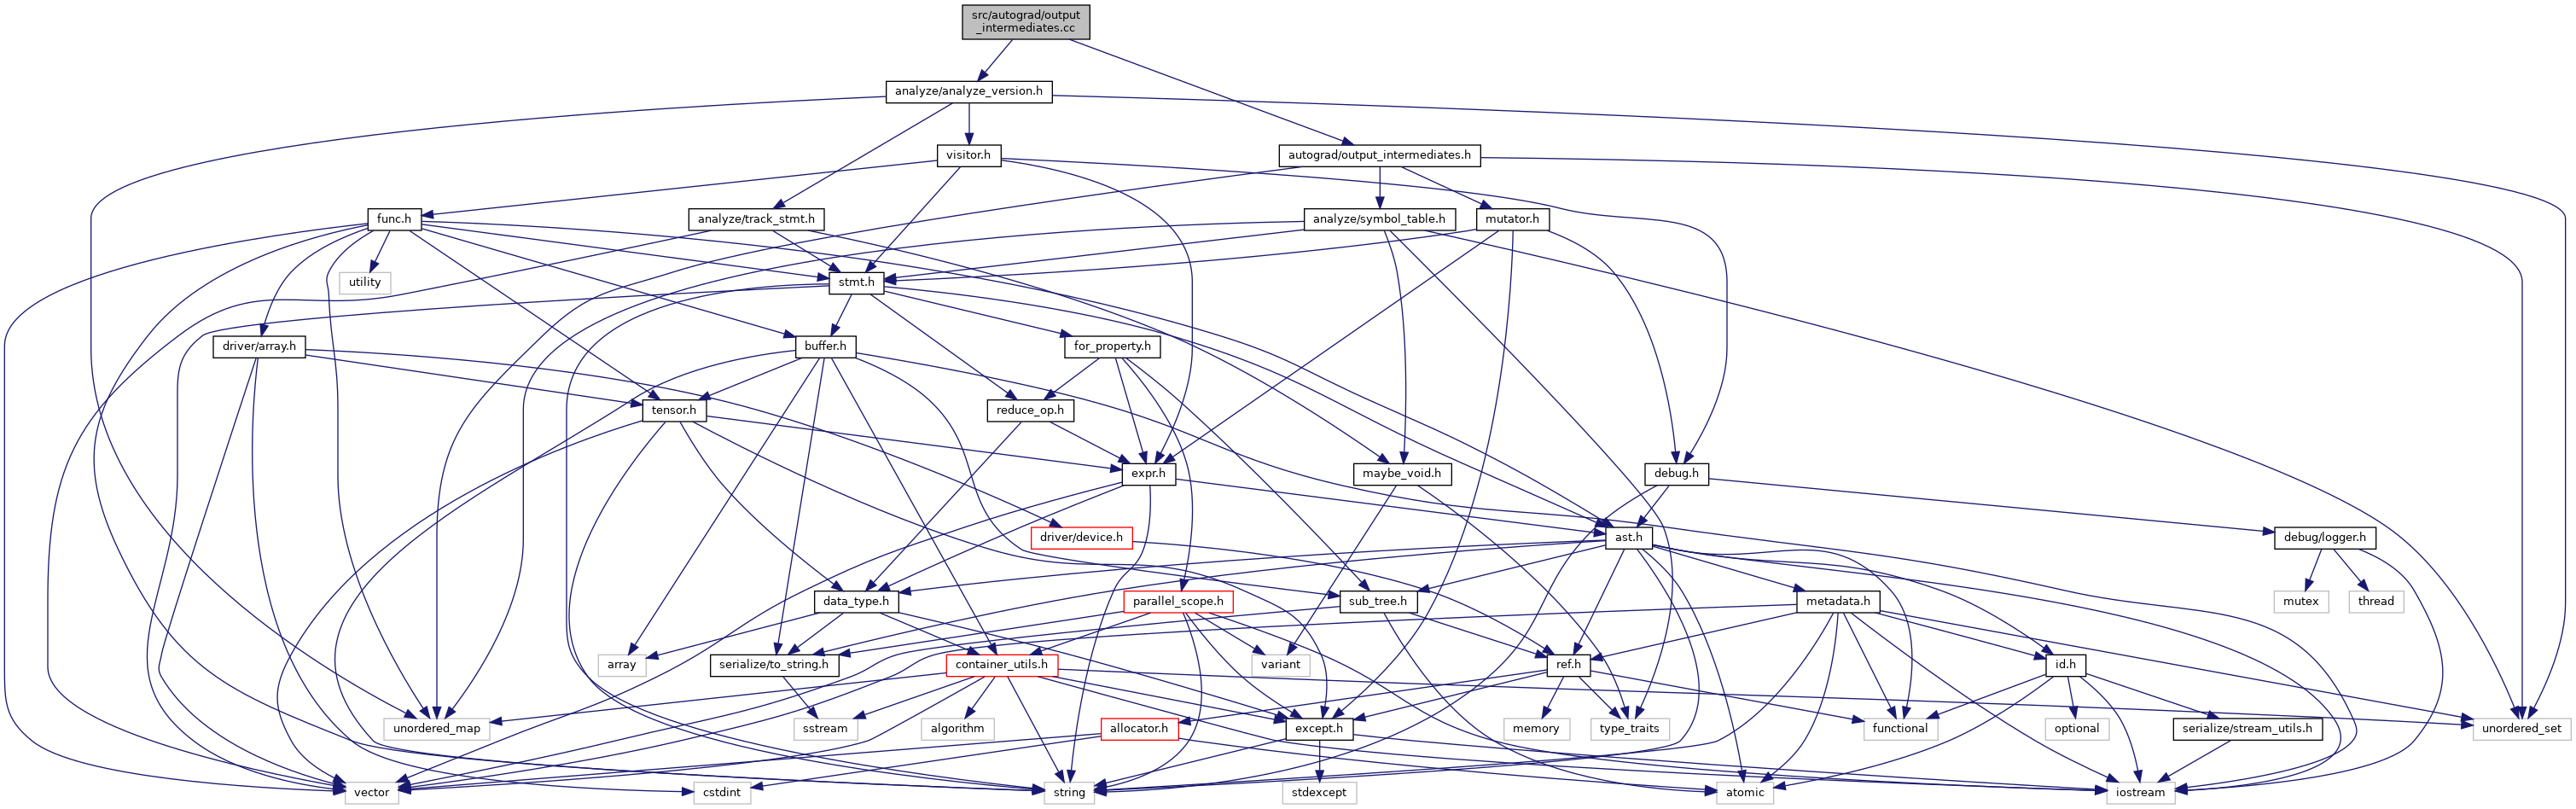 src/autograd/output
_intermediates.cc
analyze/analyze_version.h
visitor.h
autograd/output_intermediates.h
func.h
analyze/track_stmt.h
analyze/symbol_table.h
mutator.h
utility
stmt.h
driver/array.h
buffer.h
for_property.h
tensor.h
reduce_op.h
expr.h
maybe_void.h
debug.h
driver/device.h
ast.h
debug/logger.h
data_type.h
parallel_scope.h
sub_tree.h
metadata.h
mutex
thread
array
serialize/to_string.h
container_utils.h
variant
ref.h
id.h
unordered_map
sstream
algorithm
allocator.h
except.h
memory
type_traits
functional
optional
serialize/stream_utils.h
unordered_set
vector
cstdint
string
stdexcept
atomic
iostream